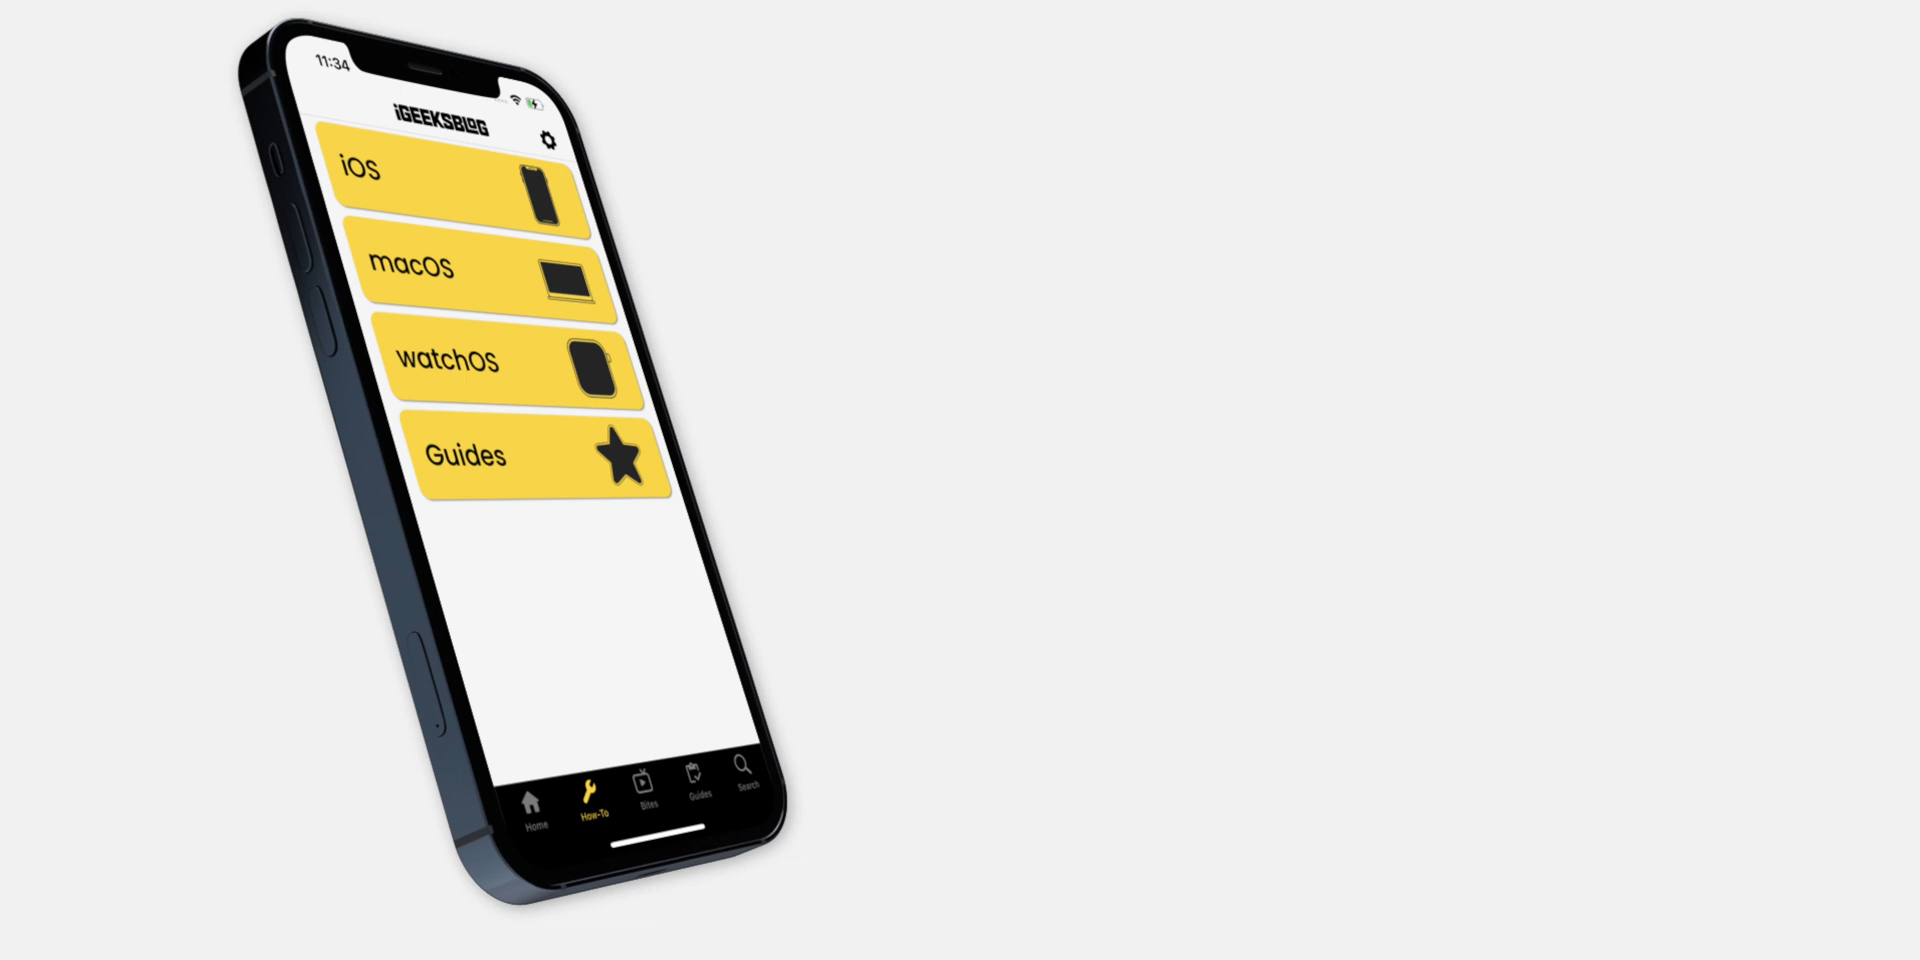 11:34
iGEEKSBLOG
iOS
macOS
watchOS
Guides
Home
How-To
Bites
Guides
Search